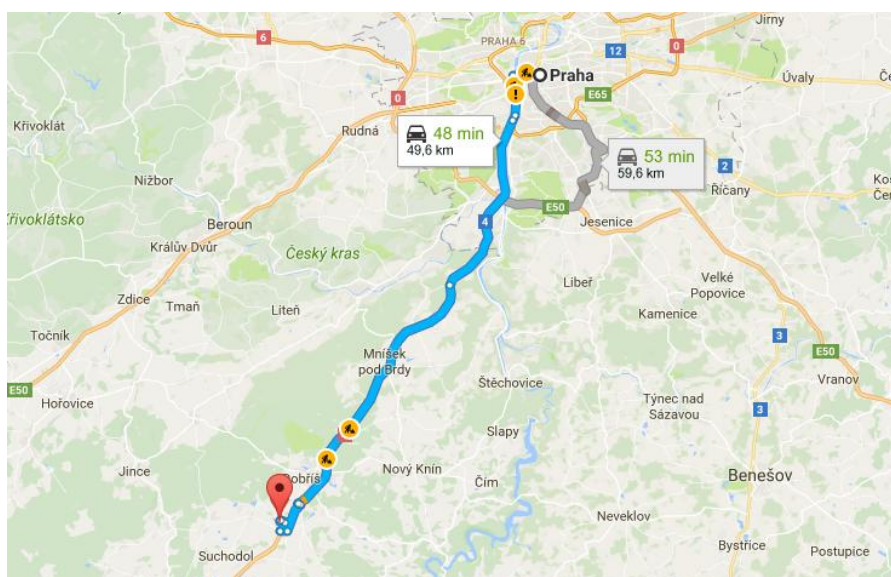 Jirny
6
PRAHA 6
0
12
Praha
Úvaly
Če
E65
0
Křivoklát
Rudná
48 min
49,6 km
53 min
59,6 km
2
Říčany
Kos
Čer
Nižbor
Křivoklátsko
Beroun
E50
Jesenice
4
Králův Dvůr
Český kras
Libeř
Velké
Popovice
Zdice
Tmaň
Liteň
Kamenice
3
Točník
Mníšek
pod Brdy
E50
E50
Štěchovice
Vranov
Hořovice
3
Týnec nad
Sázavou
Slapy
Jince
Dobříš
Nový Knín
Čím
Benešov
Neveklov
Suchodol
Bystřice
Postupice